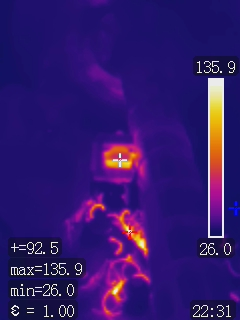 135.9
26.0
+=92.5
max=135.9
min=26.0
ε = 1.00
22:31